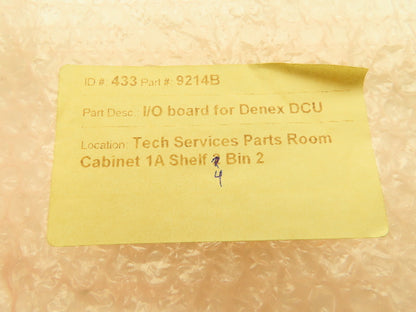 ID #: 433 Part #: 9214B
Part Desc.: I/O board for Denex DCU
Location: Tech Services Parts Room
Cabinet 1A Shelf Bin 2
4